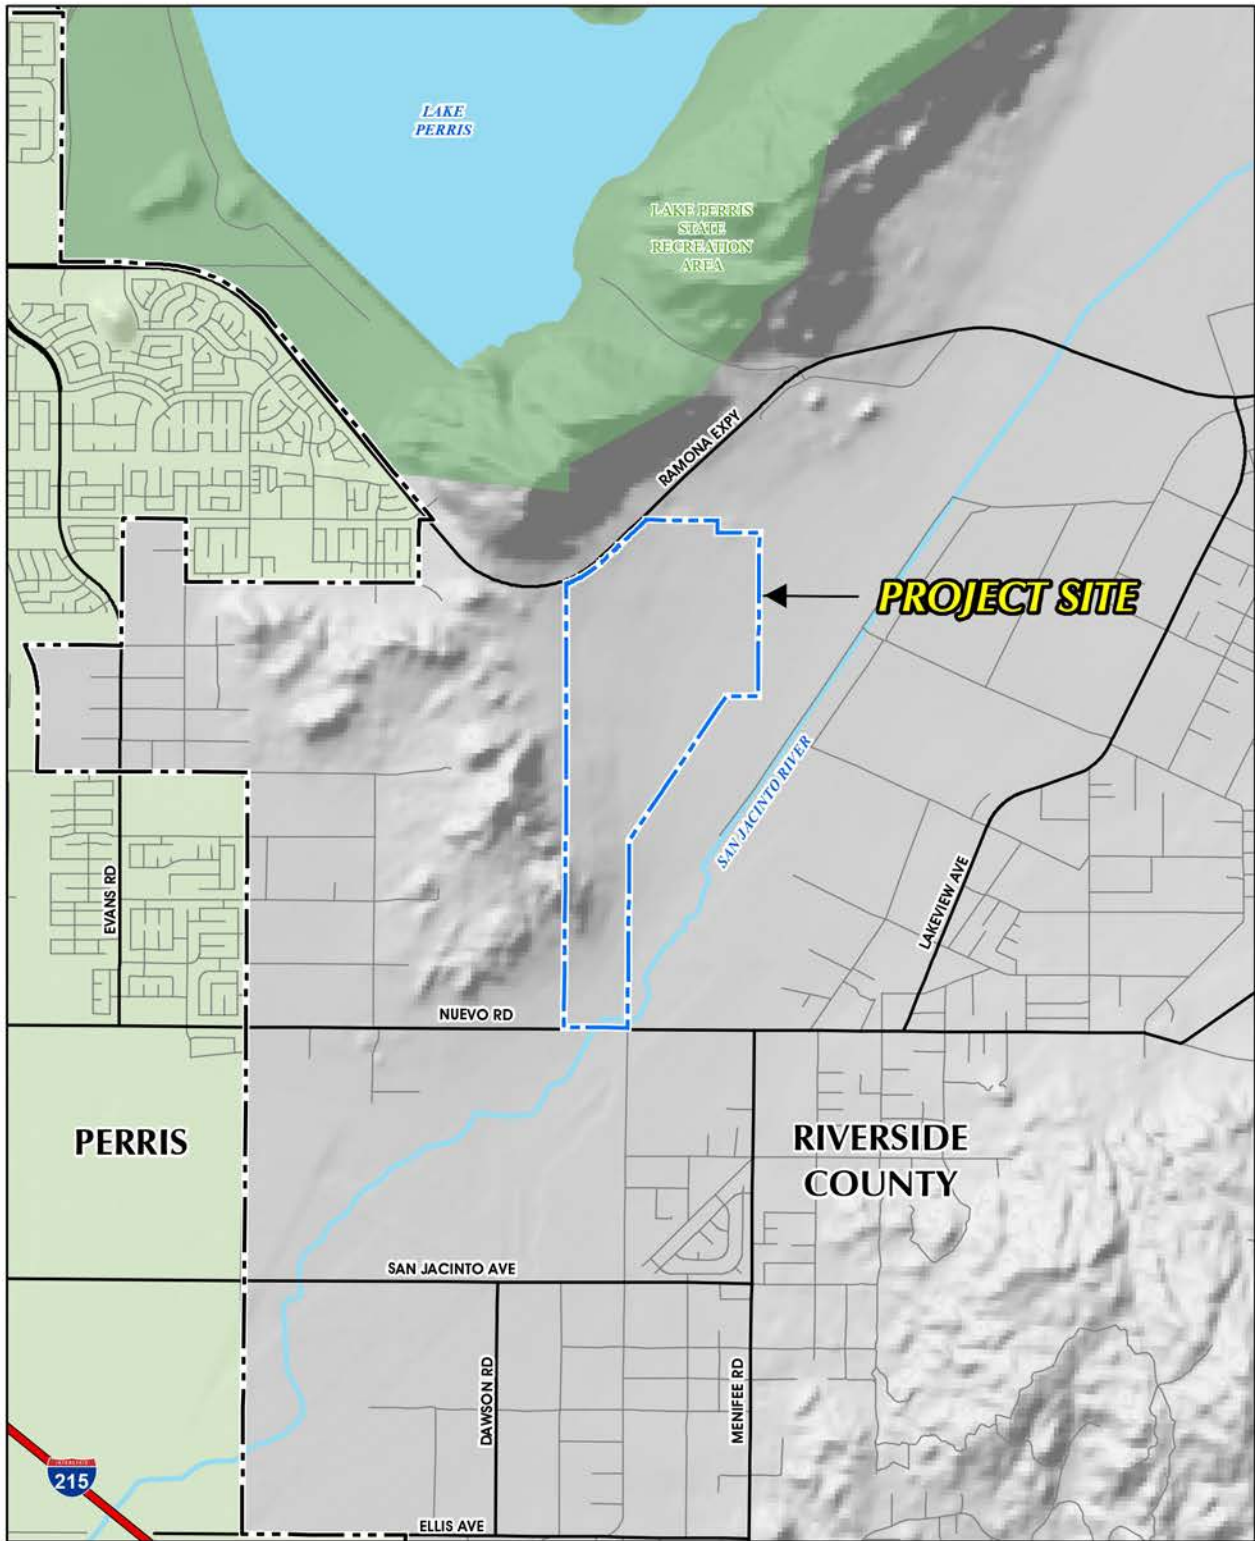 LAKE
PERRIS
LAKE PERRIS
STATE
RECREATION
AREA
RAMONA EXPY
PROJECT SITE
SAN JACINTO RIVER
EVANS RD
LAKEVIEW AVE
NUEVO RD
PERRIS
RIVERSIDE
COUNTY
SAN JACINTO AVE
DAWSON RD
MENIFEE RD
INTERSTATE
215
ELLIS AVE